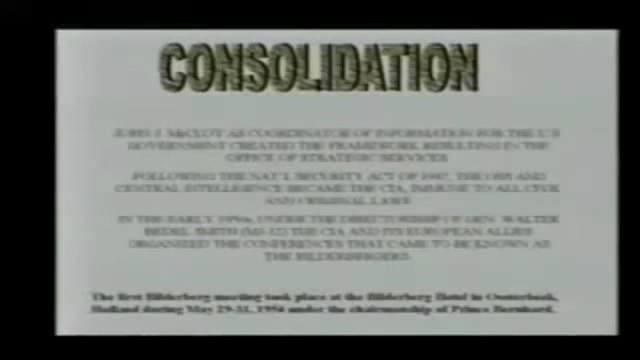 CONSOLIDATION
JOHN J. McCLOY AS COORDINATOR OF INFORMATION FOR THE U.S
GOVERNMENT CREATED THE FRAMEWORK RESULTING IN THE
OFFICE OF STRATEGIC SERVICES
FOLLOWING THE NAT'L SECURITY ACT OF 1947, THE OSS AND
CENTRAL INTELLIGENCE BECAME THE CIA, IMMUNE TO ALL CIVIL
AND CRIMINAL LAWS
IN THE EARLY 1950s, UNDER THE DIRECTORSHIP OF GEN. WALTER
BEDEL SMITH (MJ-12) THE CIA AND ITS EUROPEAN ALLIES
ORGANIZED THE CONFERENCES THAT CAME TO BE KNOWN AS
THE BILDERBERGERS
The first Bilderberg meeting took place at the Bilderberg Hotel in Oosterbeek,
Holland during May 29-31, 1954 under the chairmanship of Prince Bernhard.